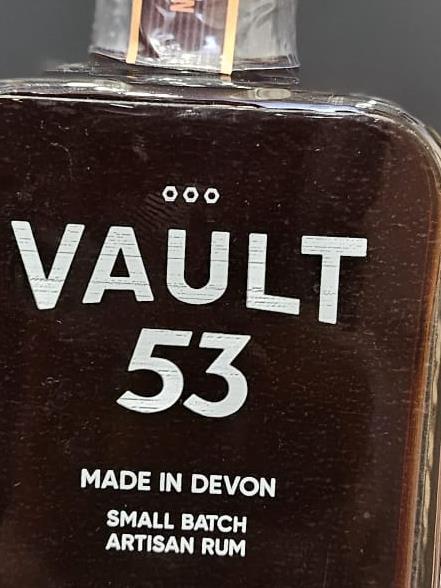 VAULT
53
MADE IN DEVON
SMALL BATCH
ARTISAN RUM